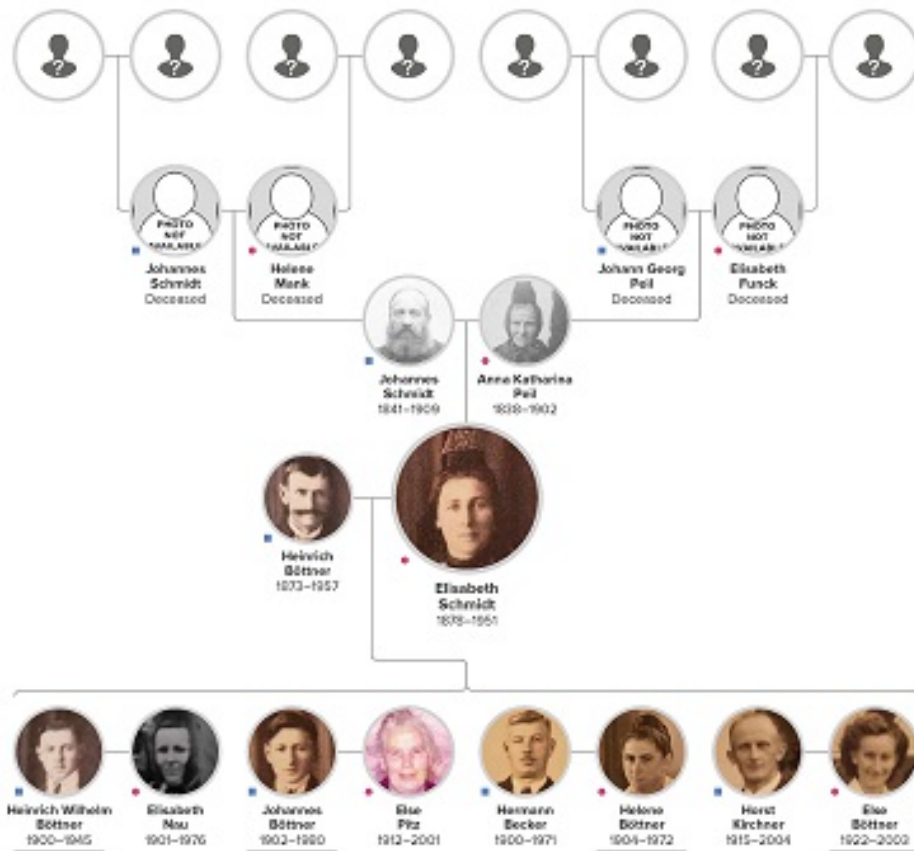 ?
?
?
?
?
?
?
?
PHOTO
NOT
AVAILABLE
PHOTO
NOT
AVAILABLE
PHOTO
NOT
AVAILABLE
PHOTO
NOT
AVAILABLE
Johannes
Schmidt
Deceased
Helene
Mank
Deceased
Johann Georg
Peil
Deceased
Elisabeth
Funck
Deceased
Johannes
Schmidt
1841–1909
Anna Katharina
Peil
1838–1902
Heinrich
Böttner
1873–1957
Elisabeth
Schmidt
1878–1951
Heinrich Wilhelm
Böttner
1900–1945
Elisabeth
Nau
1901–1976
Johannes
Böttner
1902–1980
Else
Pitz
1912–2001
Hermann
Becker
1900–1971
Helene
Böttner
1904–1972
Horst
Kirchner
1915–2004
Else
Böttner
1922–2003